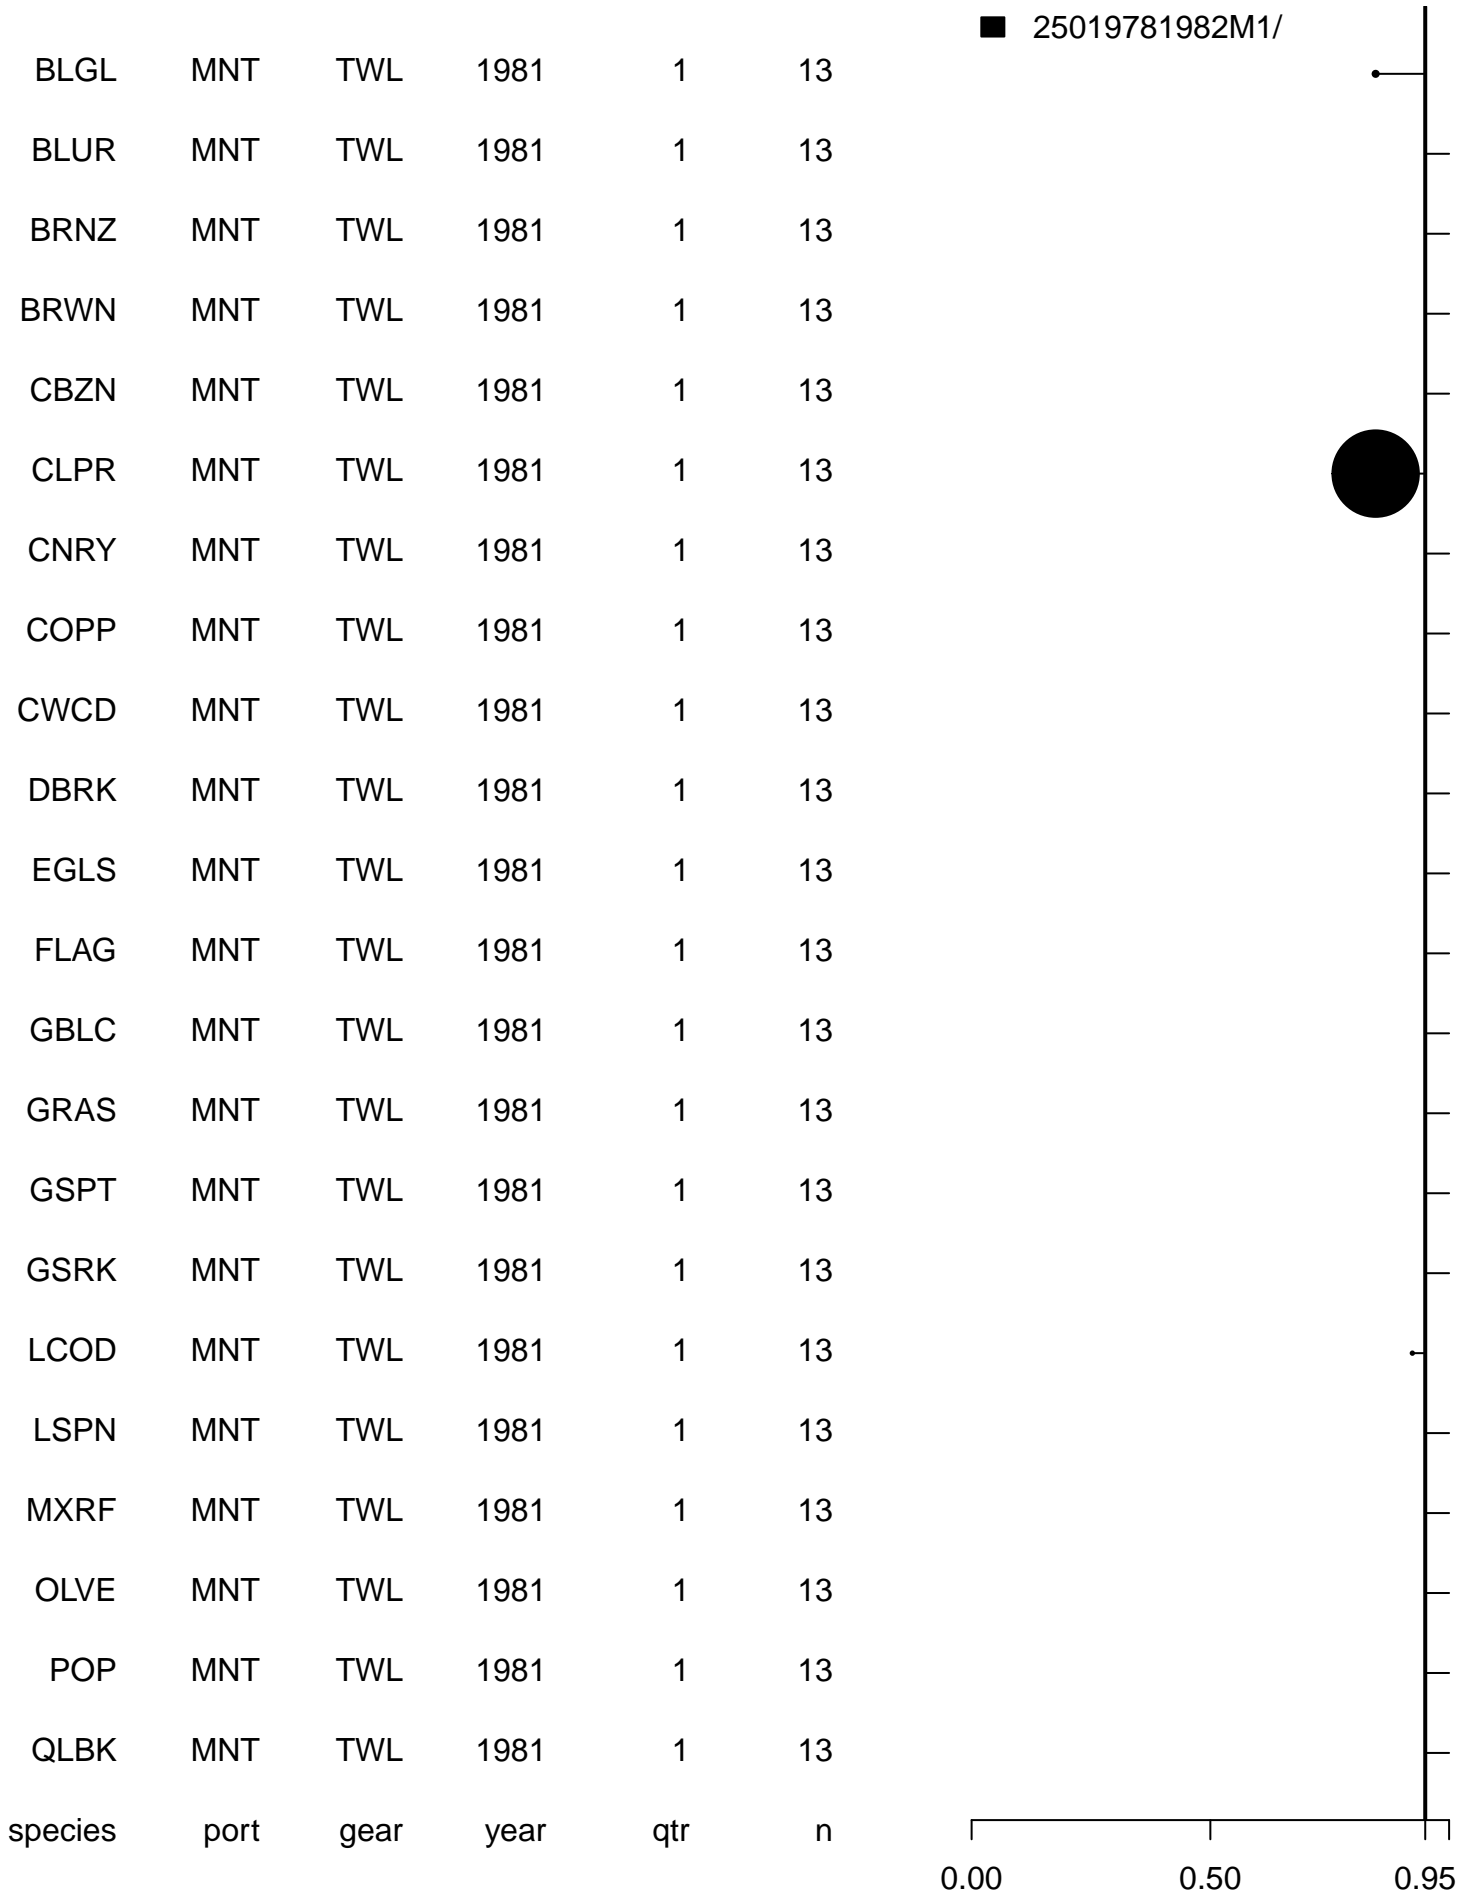 25019781982M1/
BLGL MNT TWL 1981 1 13
BLUR MNT TWL 1981 1 13
BRNZ MNT TWL 1981 1 13
BRWN MNT TWL 1981 1 13
CBZN MNT TWL 1981 1 13
CLPR MNT TWL 1981 1 13
CNRY MNT TWL 1981 1 13
COPP MNT TWL 1981 1 13
CWCD MNT TWL 1981 1 13
DBRK MNT TWL 1981 1 13
EGLS MNT TWL 1981 1 13
FLAG MNT TWL 1981 1 13
GBLC MNT TWL 1981 1 13
GRAS MNT TWL 1981 1 13
GSPT MNT TWL 1981 1 13
GSRK MNT TWL 1981 1 13
LCOD MNT TWL 1981 1 13
LSPN MNT TWL 1981 1 13
MXRF MNT TWL 1981 1 13
OLVE MNT TWL 1981 1 13
POP MNT TWL 1981 1 13
QLBK MNT TWL 1981 1 13
species port gear year qtr n
0.00 0.50 0.95